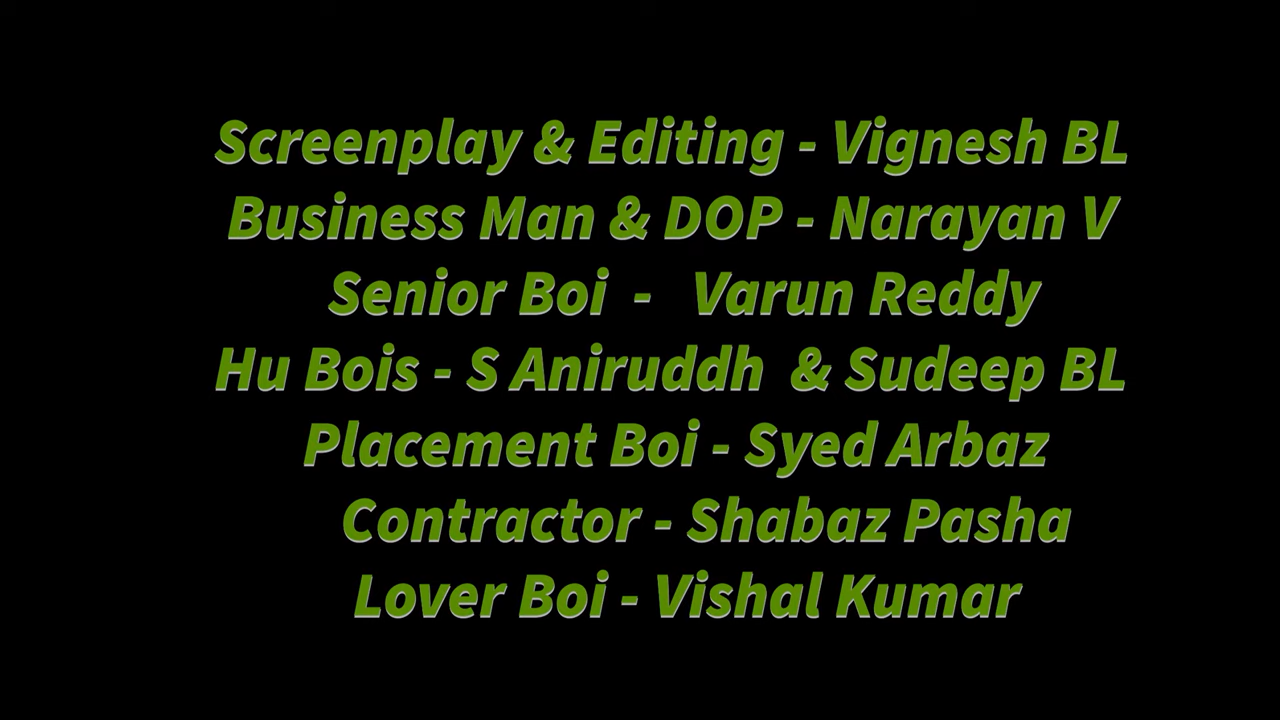 Screenplay & Editing - Vignesh BL
Business Man & DOP - Narayan V
Senior Boi - Varun Reddy
Hu Bois - S Aniruddh & Sudeep BL
Placement Boi - Syed Arbaz
Contractor - Shabaz Pasha
Lover Boi - Vishal Kumar